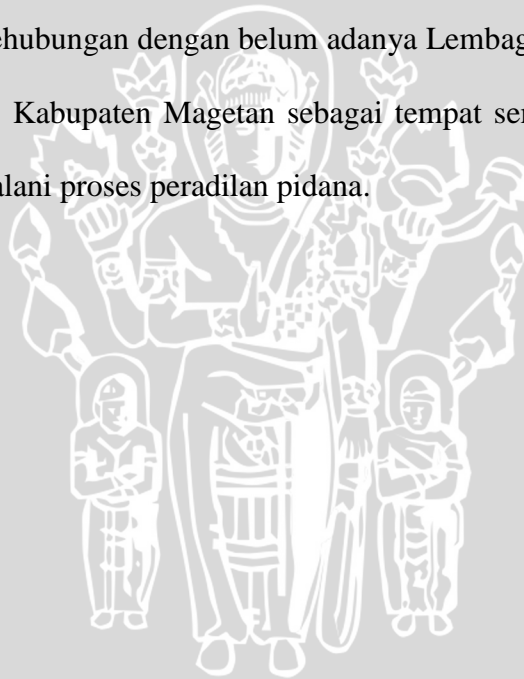 ehubungan dengan belum adanya Lembag
Kabupaten Magetan sebagai tempat se
alani proses peradilan pidana.